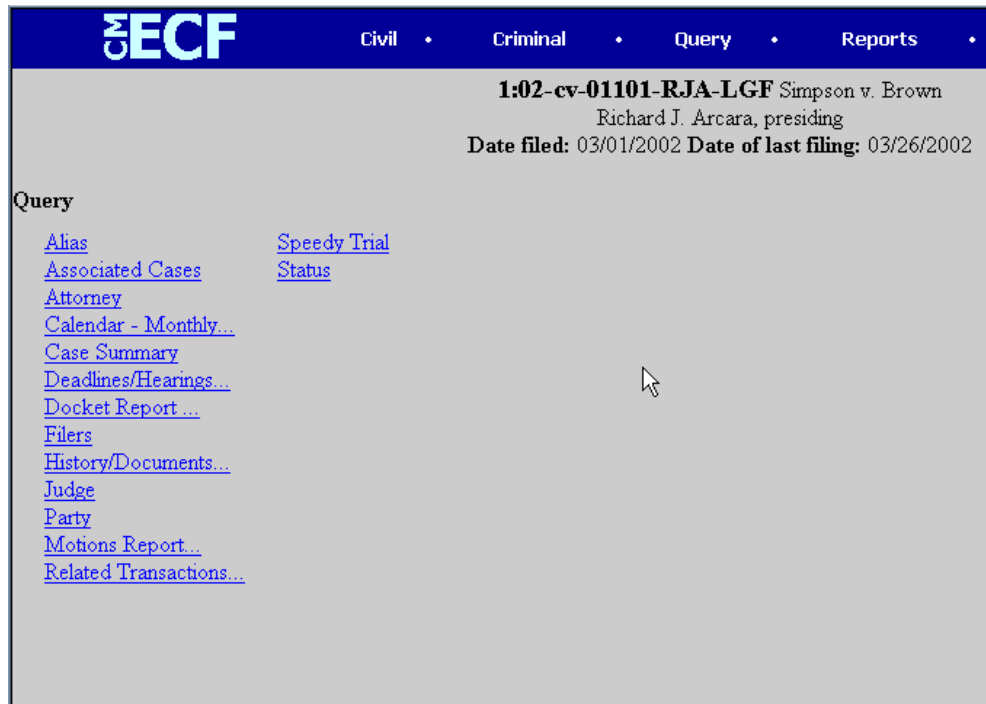 CM ECF Civil • Criminal • Query • Reports •
1:02-cv-01101-RJA-LGF Simpson v. Brown
Richard J. Arcara, presiding
Date filed: 03/01/2002 Date of last filing: 03/26/2002
Query
Alias
Associated Cases
Attorney
Calendar - Monthly...
Case Summary
Deadlines/Hearings...
Docket Report ...
Filers
History/Documents...
Judge
Party
Motions Report...
Related Transactions...
Speedy Trial
Status